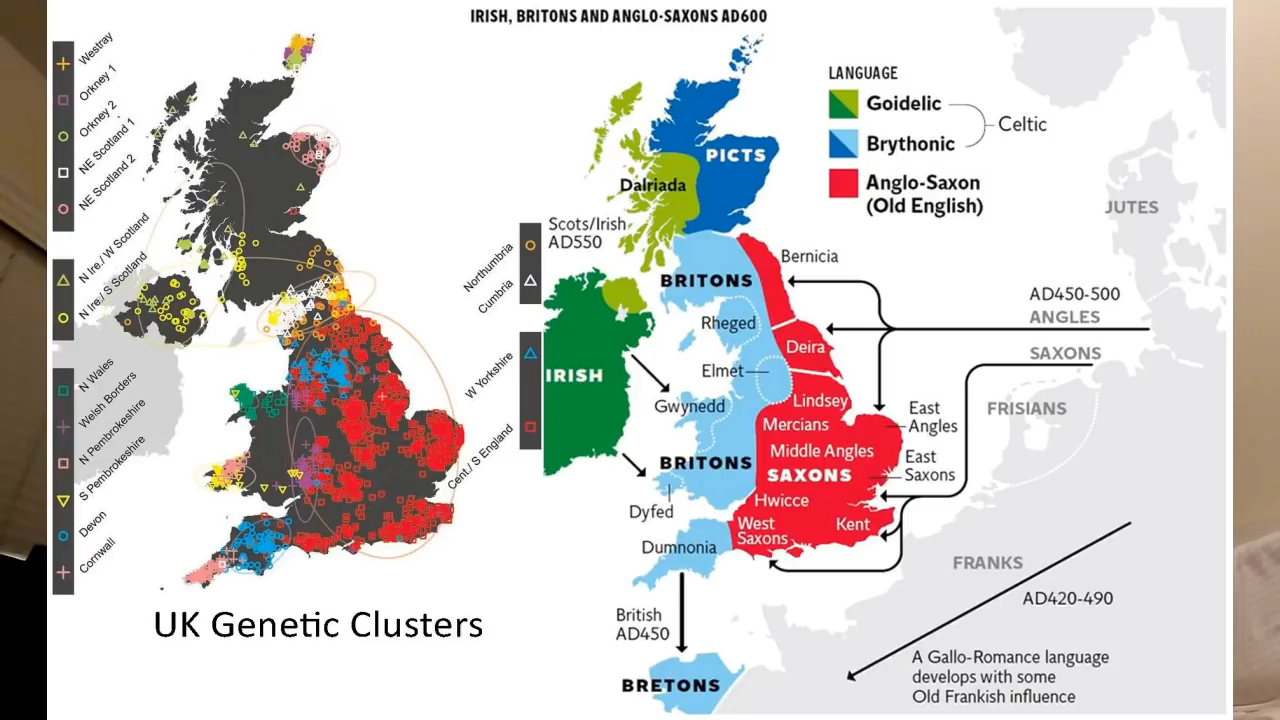 IRISH, BRITONS AND ANGLO-SAXONS AD600
Westray
Orkney 1
Orkney 2
NE Scotland 1
NE Scotland 2
N Ire / W Scotland
N Ire / S Scotland
N Wales
Welsh Borders
N Pembrokeshire
S Pembrokeshire
Devon
Cornwall
Northumbria
Cumbria
W Yorkshire
Cent / S England
UK Genetic Clusters
LANGUAGE
Goidelic
Brythonic
Celtic
Anglo-Saxon
(Old English)
PICTS
Dalriada
Scots/Irish
AD550
BRITONS
Bernicia
Rheged
Deira
Elmet
IRISH
Gwynedd
Lindsey
Mercians
Middle Angles
East
Angles
BRITONS
SAXONS
East
Saxons
Hwicce
Dyfed
West
Saxons
Kent
Dumnonia
British
AD450
BRETONS
JUTES
AD450-500
ANGLES
SAXONS
FRISIANS
FRANKS
AD420-490
A Gallo-Romance language
develops with some
Old Frankish influence